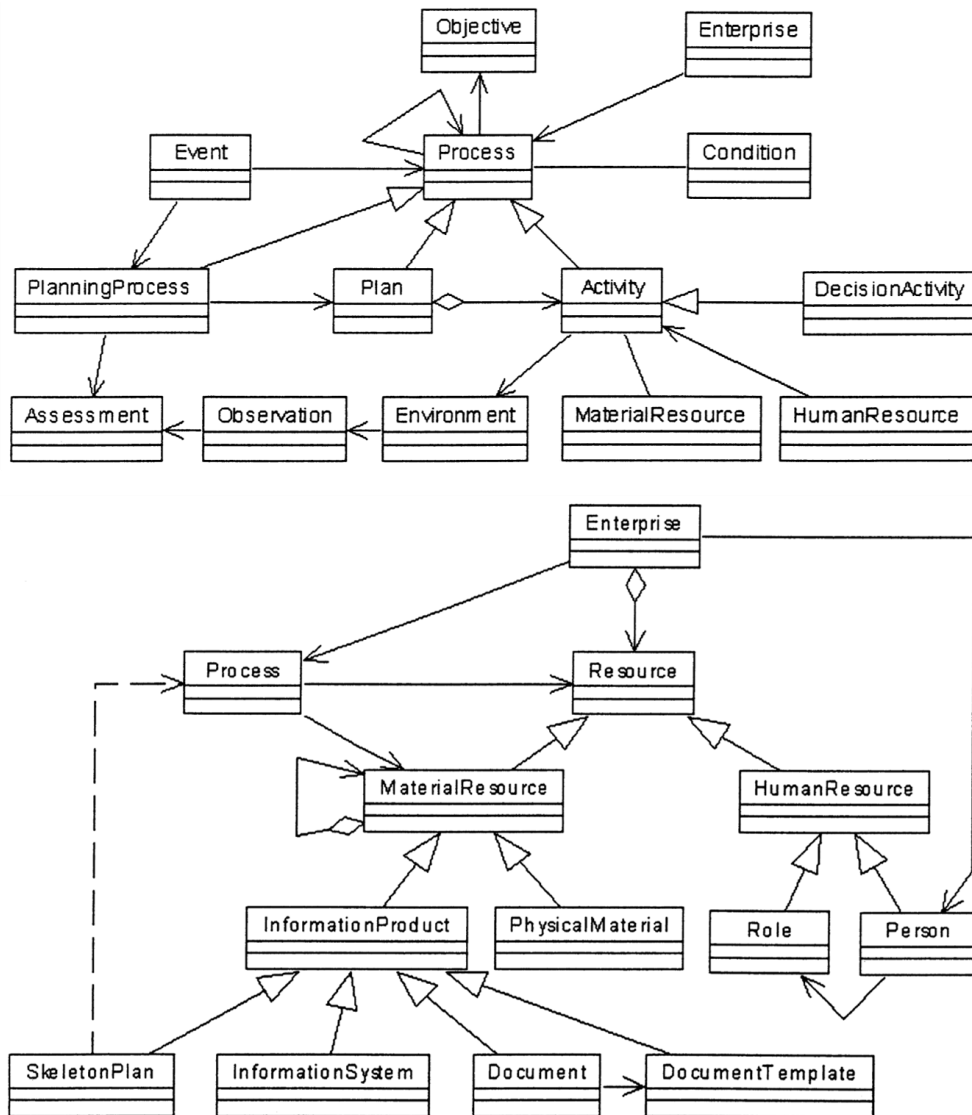 Objective
Enterprise
Event
Process
Condition
PlanningProcess
Plan
Activity
DecisionActivity
Assessment
Observation
Environment
MaterialResource
HumanResource
Enterprise
Process
Resource
MaterialResource
HumanResource
InformationProduct
PhysicalMaterial
Role
Person
SkeletonPlan
InformationSystem
Document
DocumentTemplate